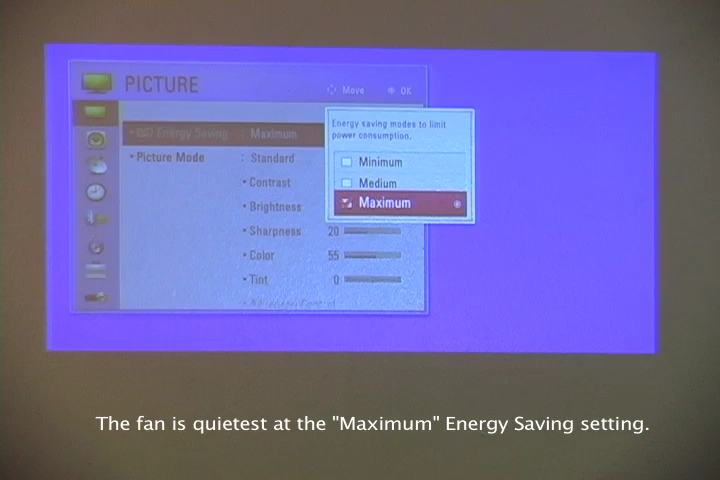 PICTURE
Move OK
Energy Saving : Maximum
Picture Mode : Standard
Contrast
Brightness
Sharpness 20
Color 55
Tint 0
Energy saving modes to limit
power consumption.
Minimum
Medium
Maximum
The fan is quietest at the "Maximum" Energy Saving setting.